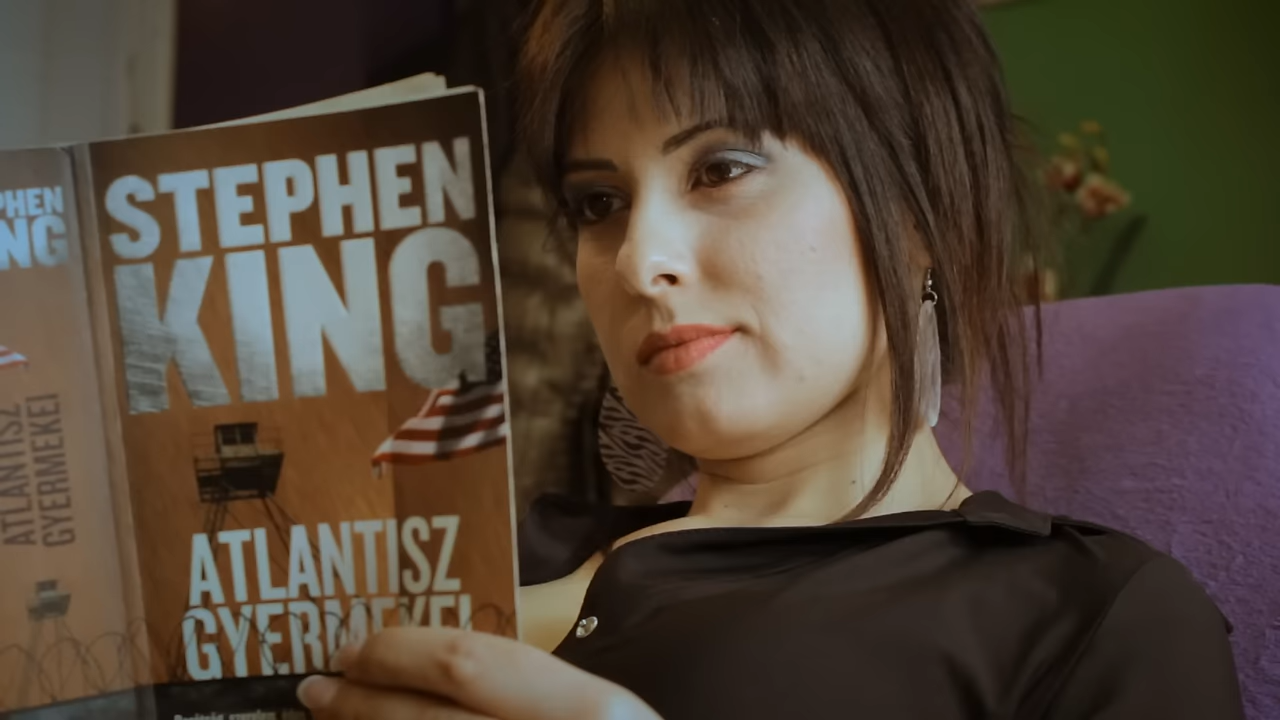 STEPHEN
KING
ATLANTISZ
GYERMEKEI
PHEN
NG
ATLANTISZ
GYERMEKEI